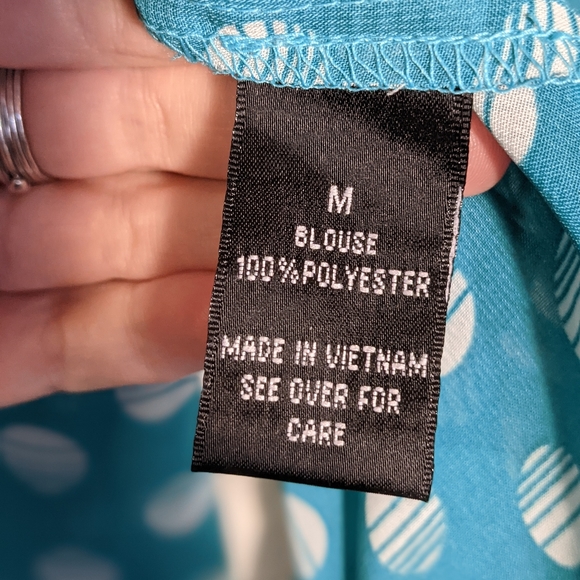 M
BLOUSE
100%POLYESTER
MADE IN VIETNAM
SEE OVER FOR
CARE